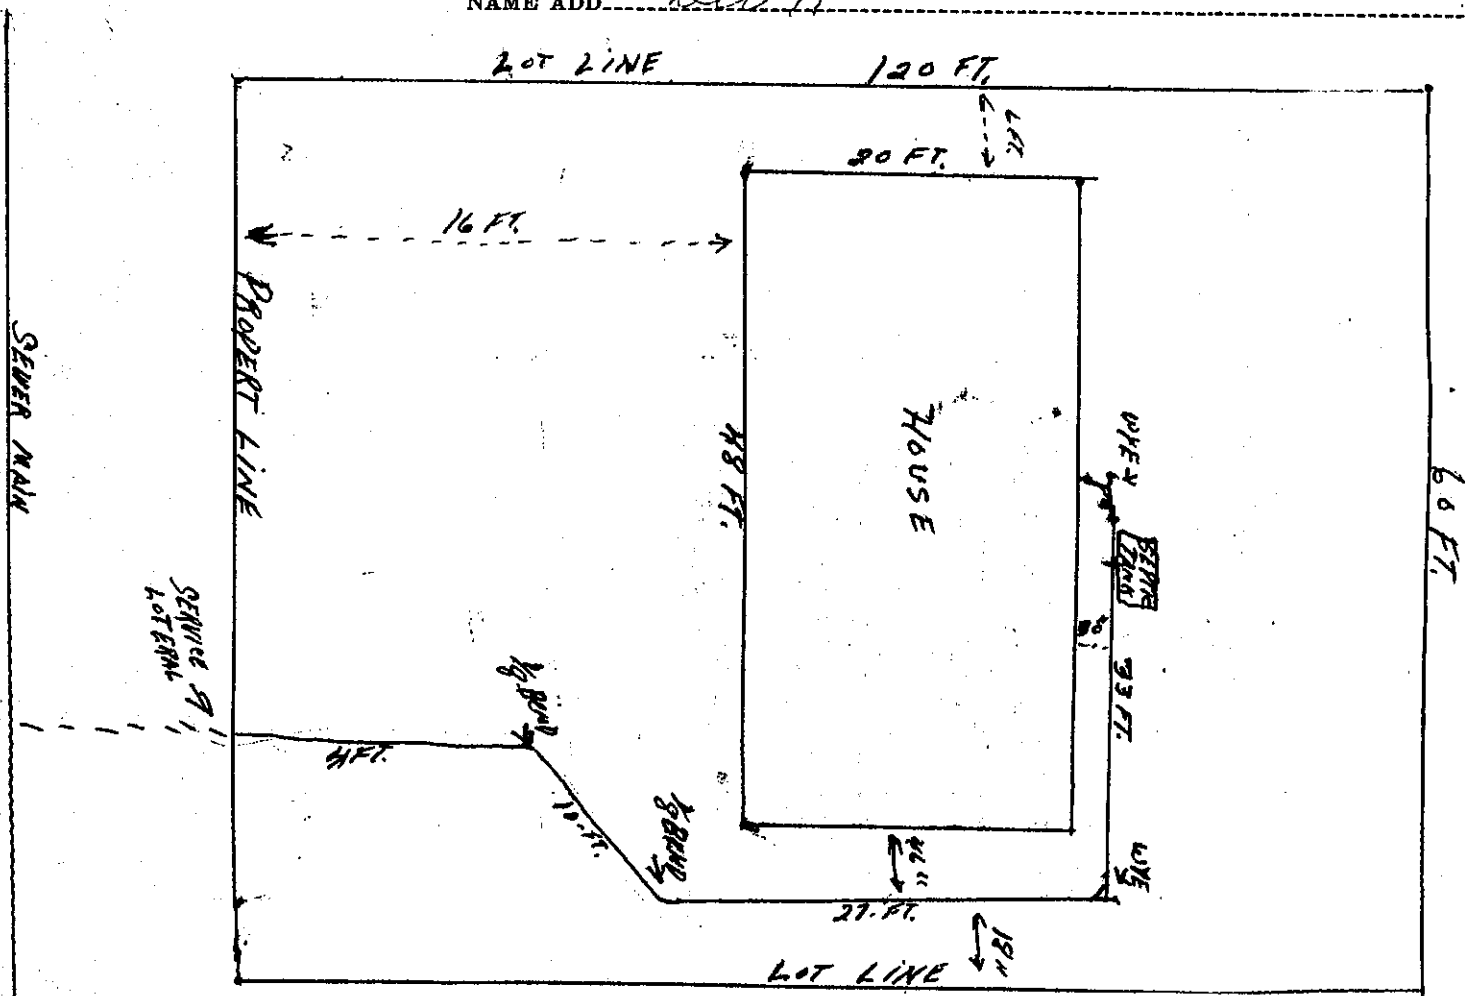 NAME ADD
LOT LINE 120 FT.
20 FT.
16 FT.
PROPERT LINE
SEWER MAIN
HOUSE
48 FT.
WYE
60 FT.
SEPTIC
TANK
33 FT.
SERVICE
LOTERAL
1/8 BEND
4 FT.
10-FT.
1/8 BEND
46"
WYE
27-FT.
18"
LOT LINE